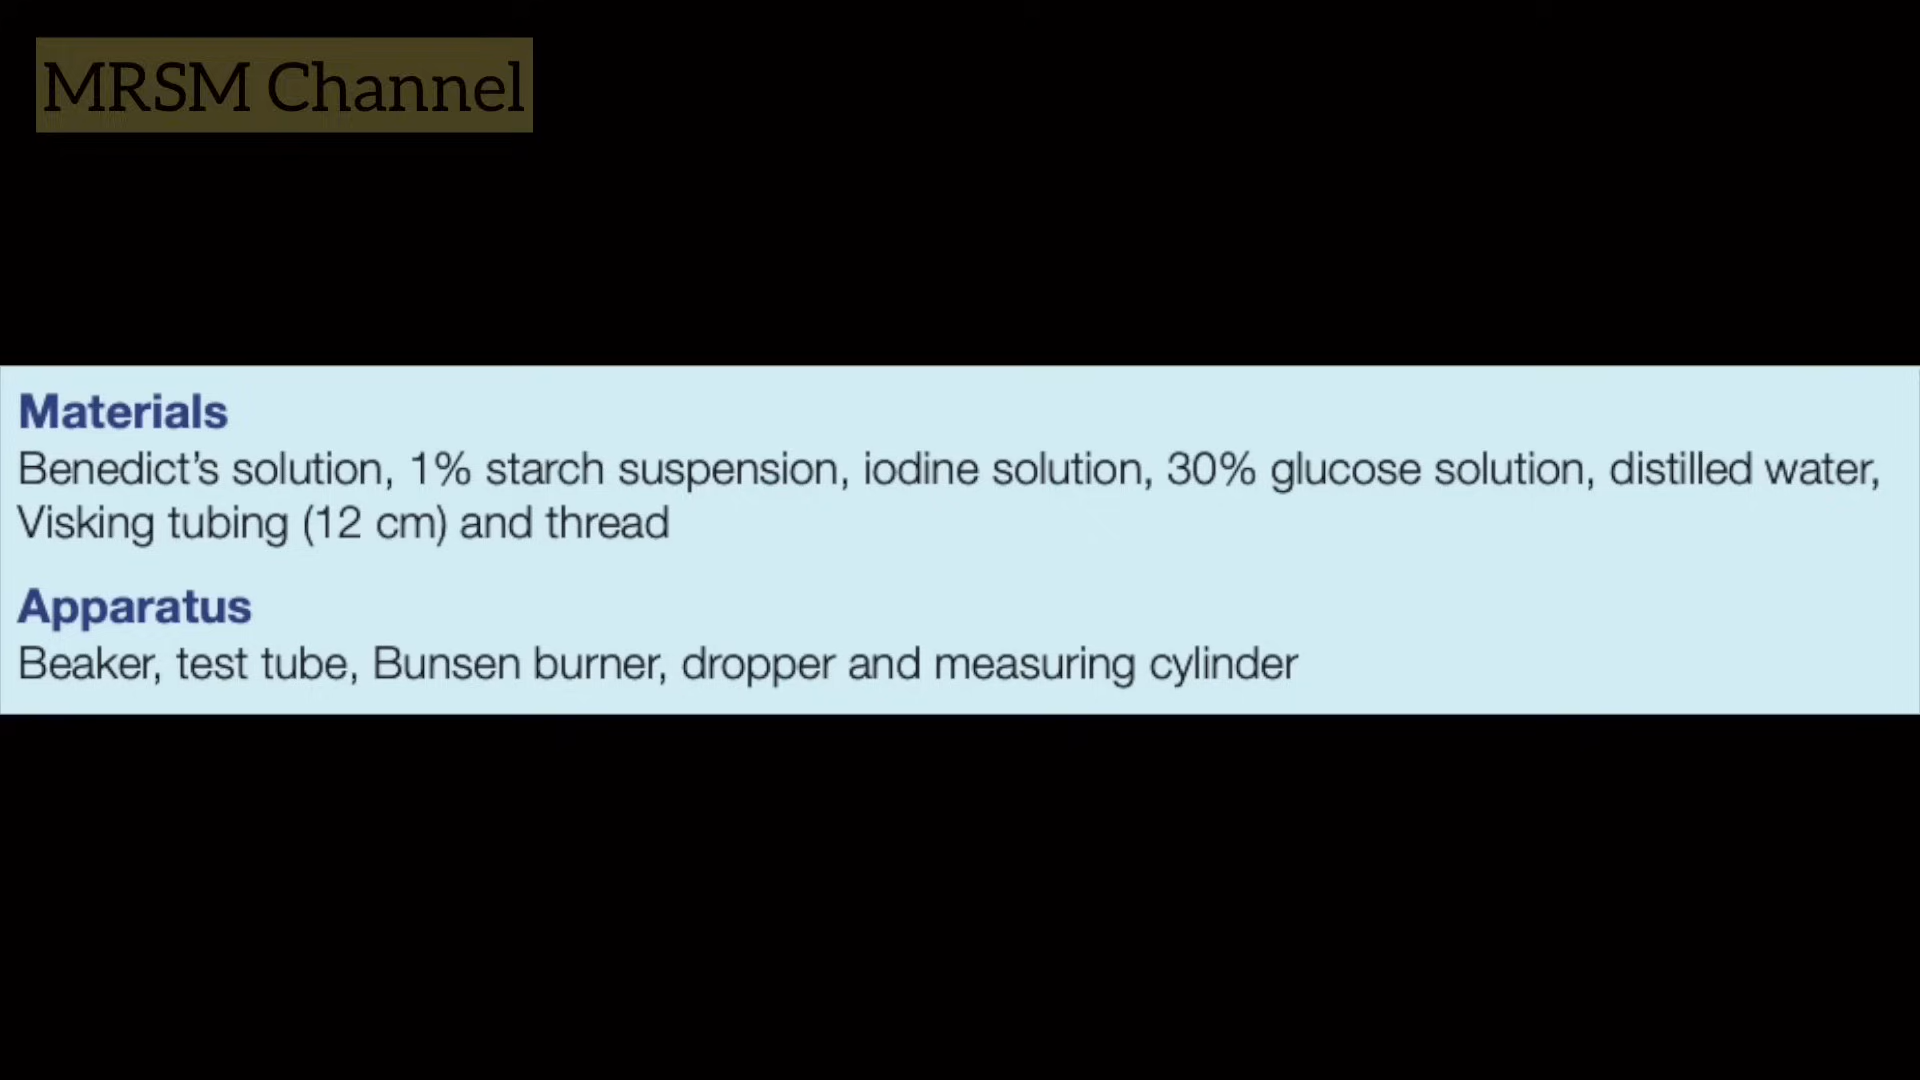 MRSM Channel
Materials
Benedict’s solution, 1% starch suspension, iodine solution, 30% glucose solution, distilled water,
Visking tubing (12 cm) and thread
Apparatus
Beaker, test tube, Bunsen burner, dropper and measuring cylinder